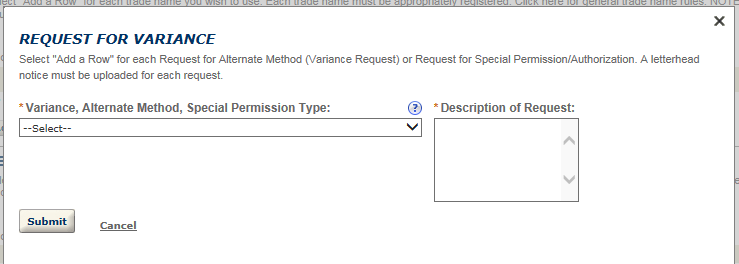 lect "Add a Row" for each trade name you wish to use. Each trade name must be appropriately registered. Click here for general trade name rules. NOTE
REQUEST FOR VARIANCE
Select "Add a Row" for each Request for Alternate Method (Variance Request) or Request for Special Permission/Authorization. A letterhead
notice must be uploaded for each request.
* Variance, Alternate Method, Special Permission Type: ? * Description of Request:
--Select--
Submit Cancel